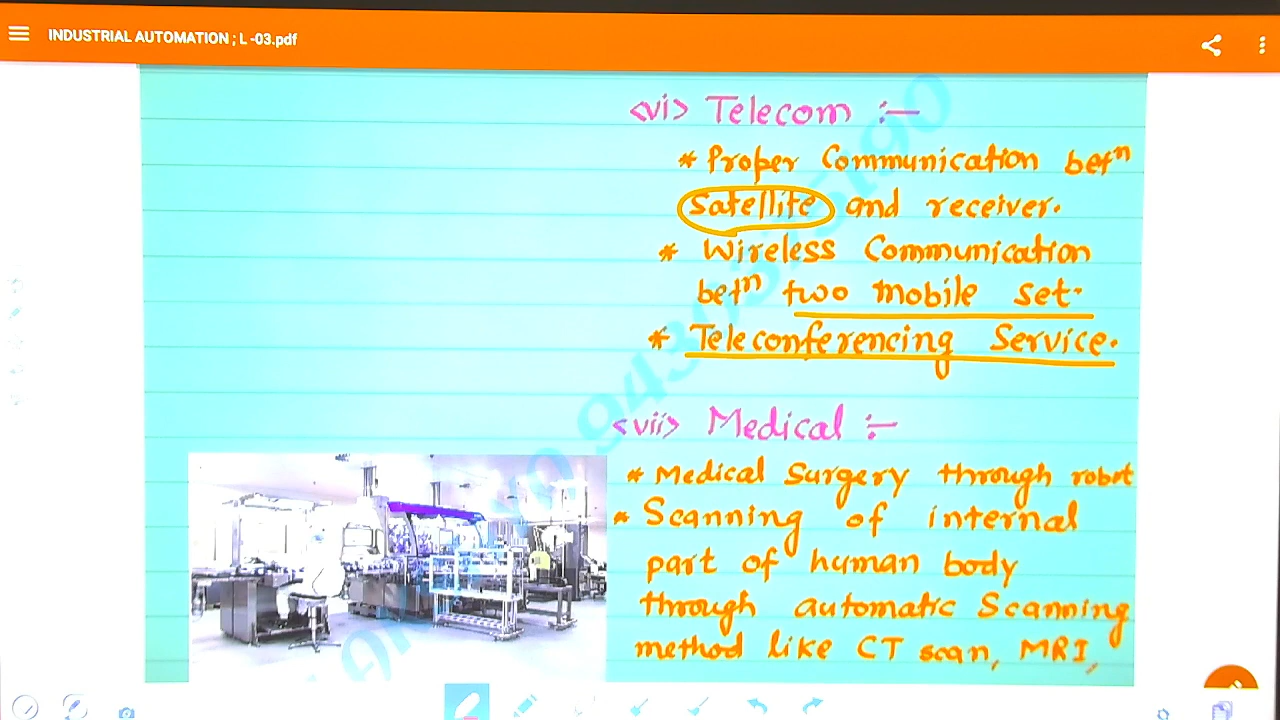 INDUSTRIAL AUTOMATION ; L -03.pdf
<vi> Telecom :—
* Proper Communication betⁿ
satellite and receiver.
* Wireless Communication
betⁿ two mobile set.
* Teleconferencing Service.
<vii> Medical :—
* Medical Surgery through robot
* Scanning of internal
part of human body
through automatic Scanning
method like CT scan, MRI,